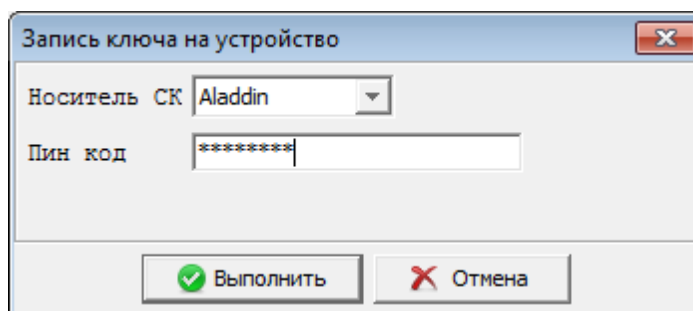 Запись ключа на устройство
Носитель СК Aladdin
Пин код ********
Выполнить Отмена